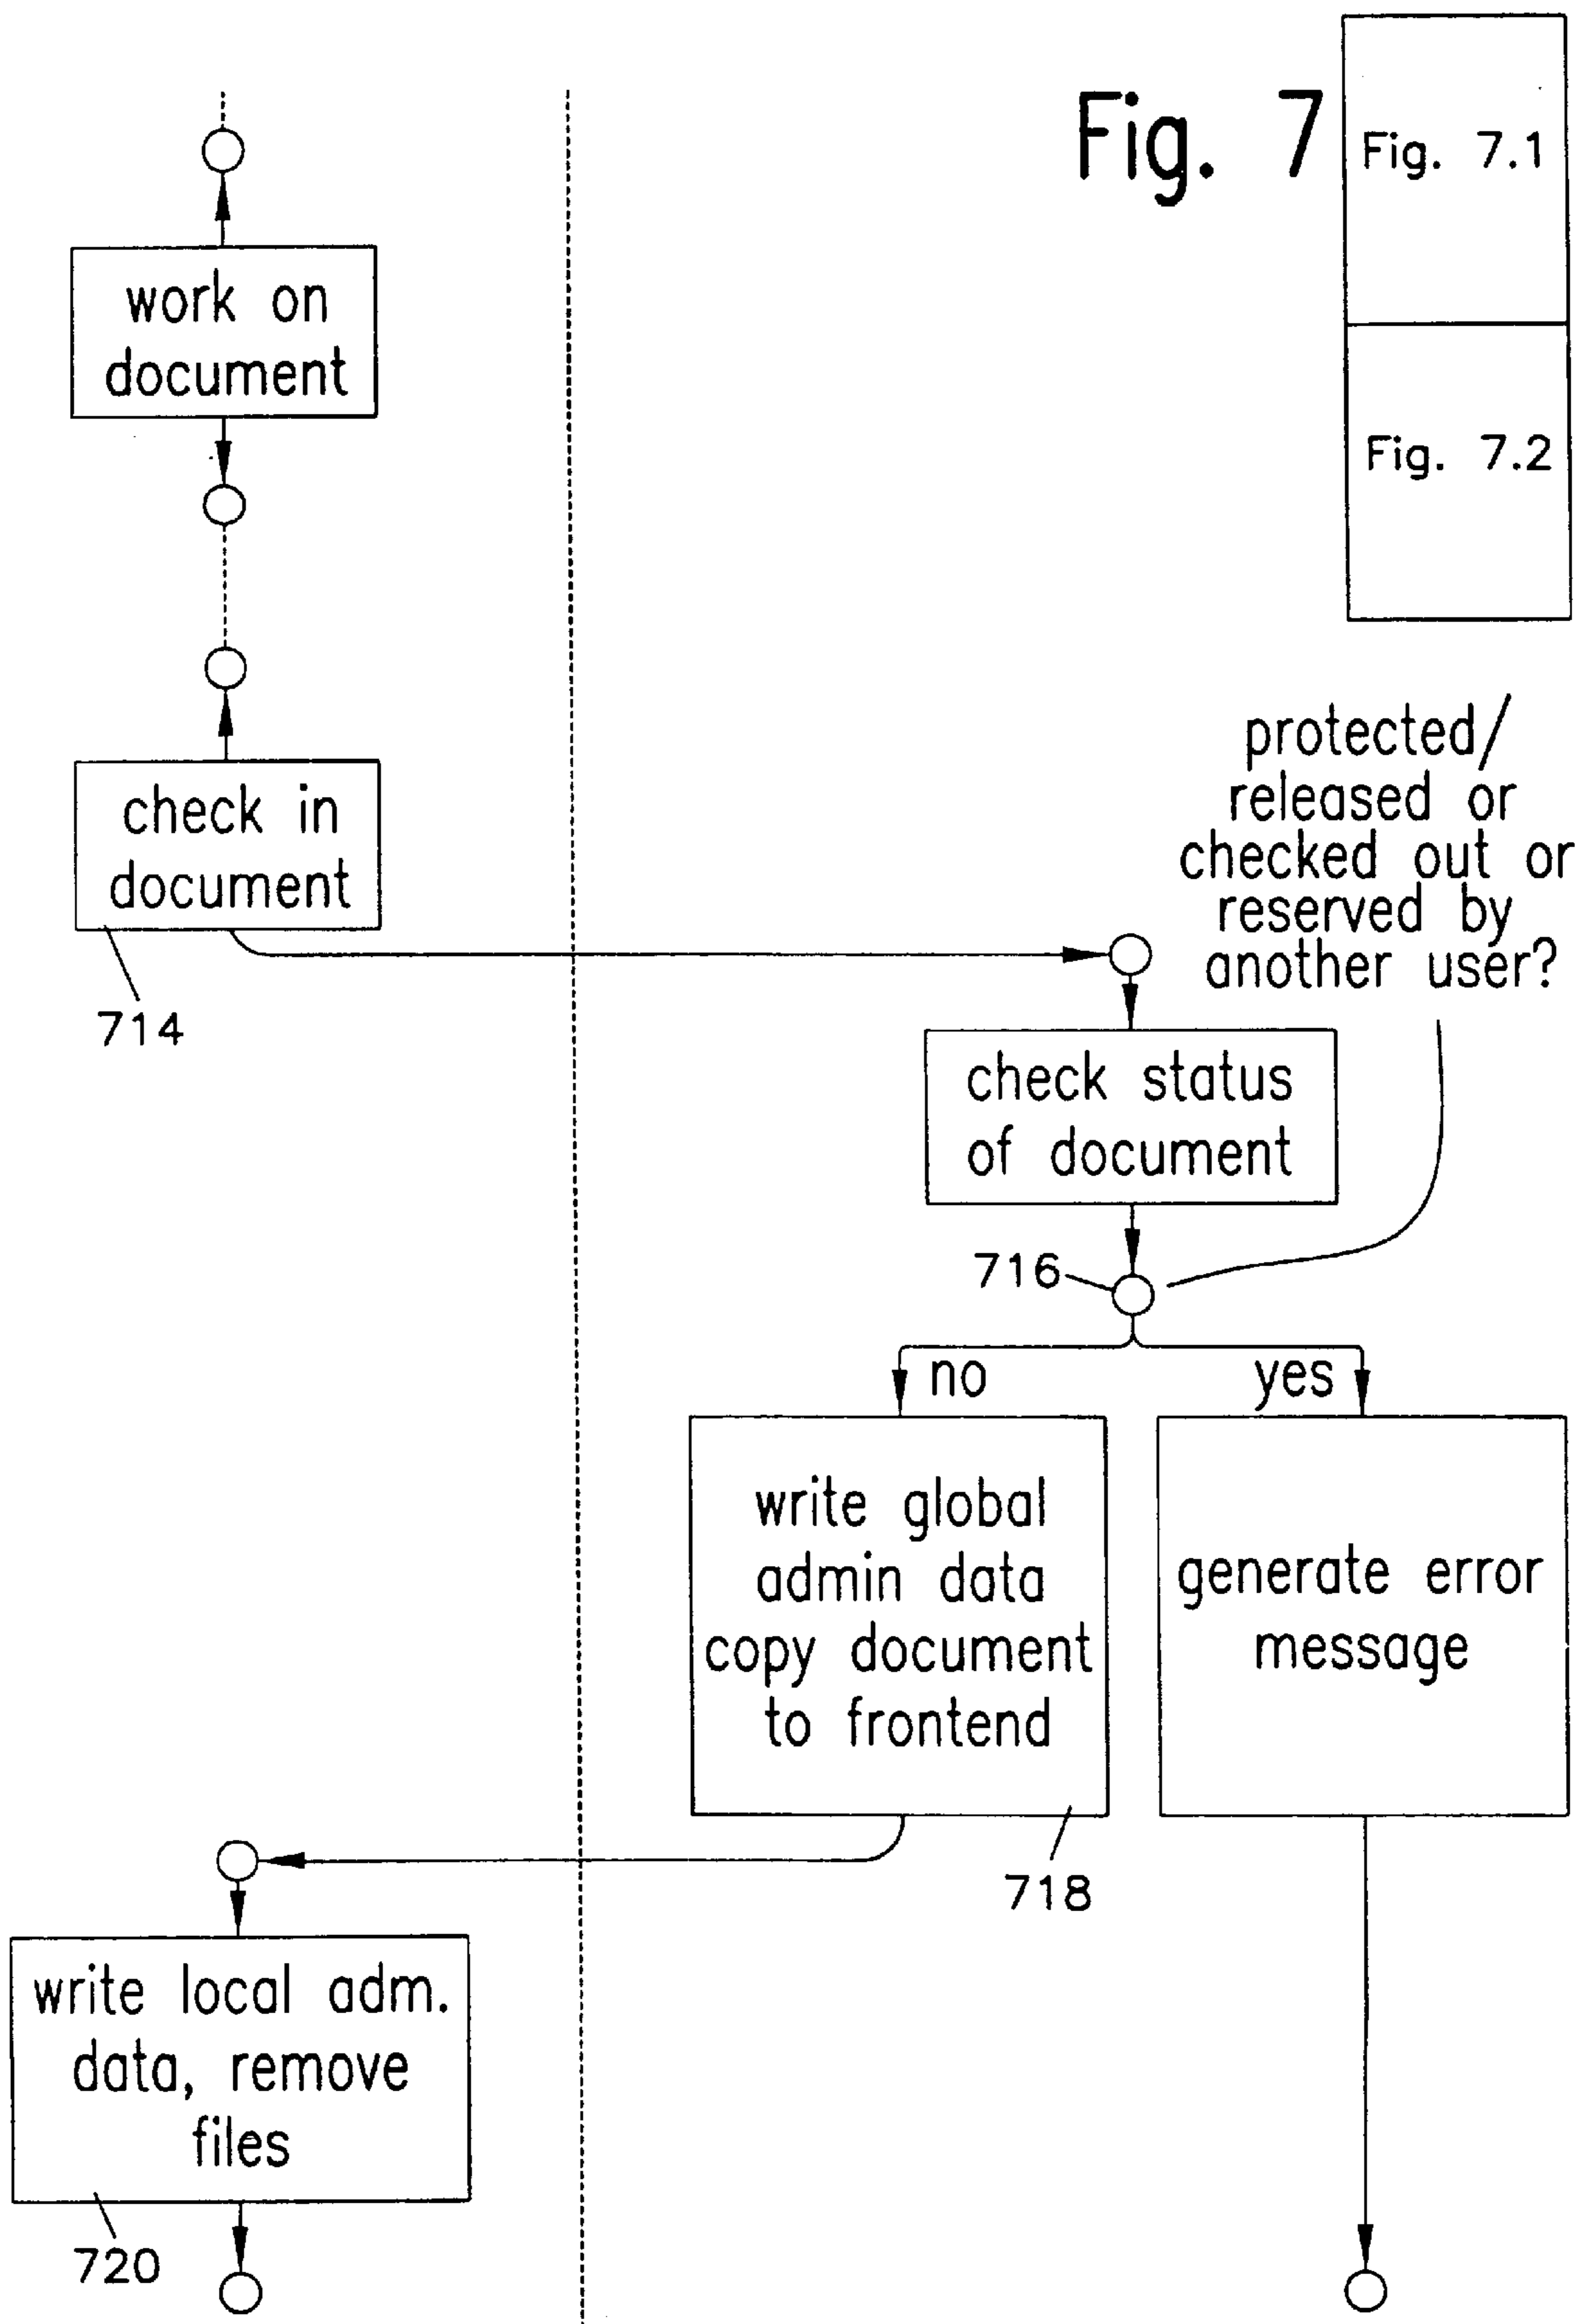 Fig. 7
Fig. 7.1
Fig. 7.2
work on
document
check in
document
714
protected/
released or
checked out or
reserved by
another user?
check status
of document
716
no
yes
write global
admin data
copy document
to frontend
718
generate error
message
write local adm.
data, remove
files
720